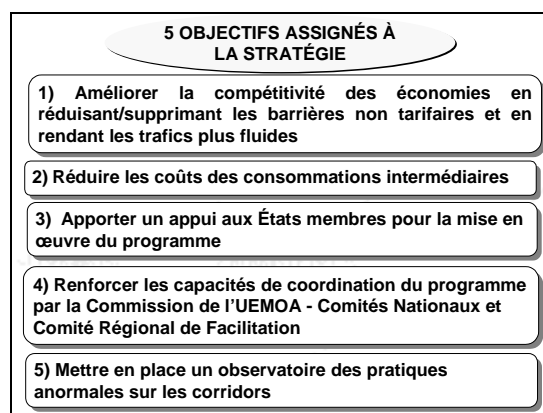 5 OBJECTIFS ASSIGNÉS À
LA STRATÉGIE
1) Améliorer la compétitivité des économies en
réduisant/supprimant les barrières non tarifaires et en
rendant les trafics plus fluides
2) Réduire les coûts des consommations intermédiaires
3) Apporter un appui aux États membres pour la mise en
œuvre du programme
4) Renforcer les capacités de coordination du programme
par la Commission de l'UEMOA - Comités Nationaux et
Comité Régional de Facilitation
5) Mettre en place un observatoire des pratiques
anormales sur les corridors